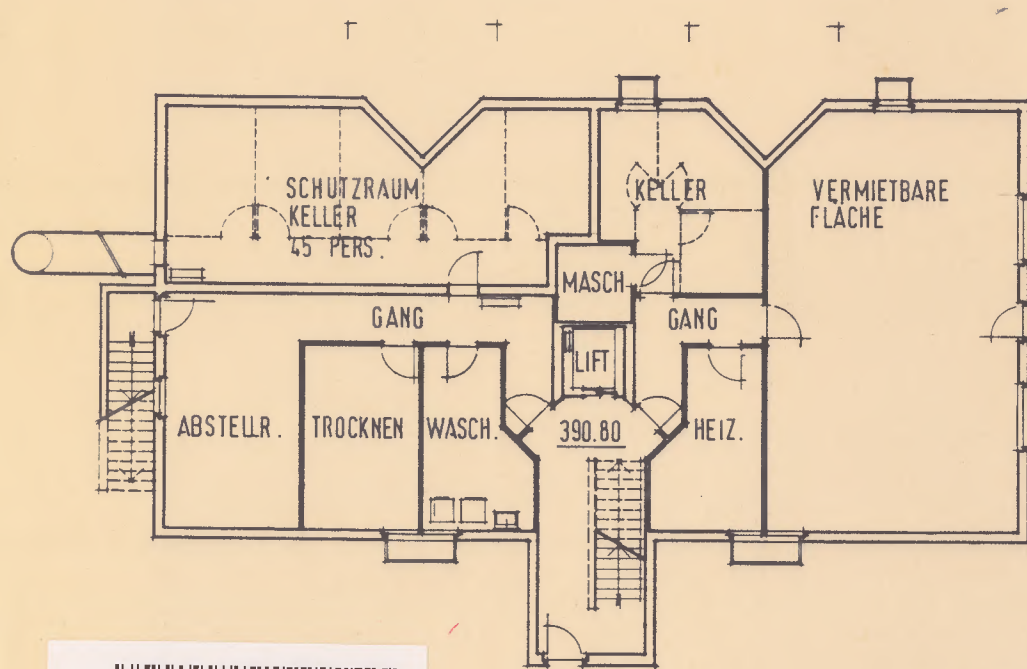 SCHUTZRAUM
KELLER
45 PERS.
KELLER
VERMIETBARE
FLÄCHE
MASCH
GANG
GANG
LIFT
ABSTELLR.
TROCKNEN
WASCH.
390.80
HEIZ.